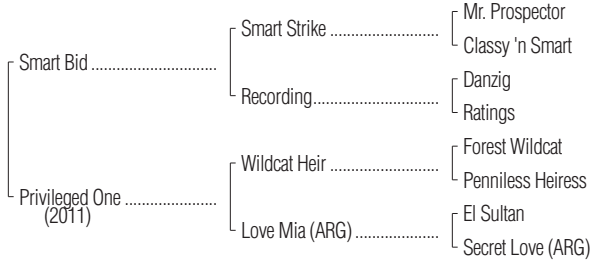 Mr. Prospector
Smart Strike ..........................
Classy 'n Smart
Smart Bid ..............................
Danzig
Recording..............................
Ratings
Forest Wildcat
Wildcat Heir ..........................
Penniless Heiress
Privileged One ......................
(2011)
El Sultan
Love Mia (ARG) ....................
Secret Love (ARG)